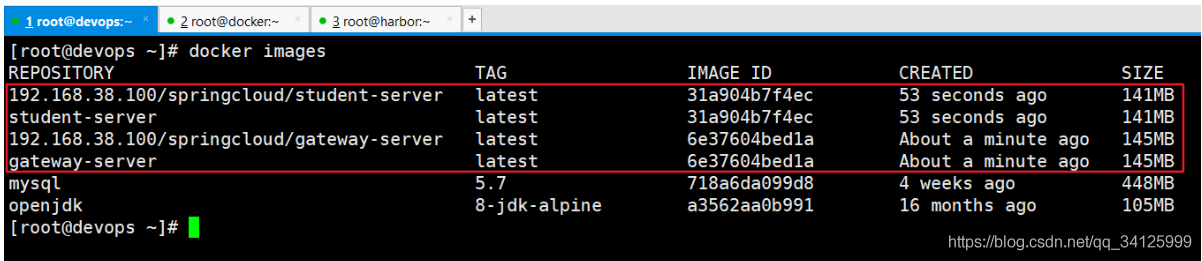 1 root@devops:~ × 2 root@docker:~ × 3 root@harbor:~ × +
[root@devops ~]# docker images
REPOSITORY TAG IMAGE ID CREATED SIZE
192.168.38.100/springcloud/student-server latest 31a904b7f4ec 53 seconds ago 141MB
student-server latest 31a904b7f4ec 53 seconds ago 141MB
192.168.38.100/springcloud/gateway-server latest 6e37604bed1a About a minute ago 145MB
gateway-server latest 6e37604bed1a About a minute ago 145MB
mysql 5.7 718a6da099d8 4 weeks ago 448MB
openjdk 8-jdk-alpine a3562aa0b991 16 months ago 105MB
[root@devops ~]#
https://blog.csdn.net/qq_34125999